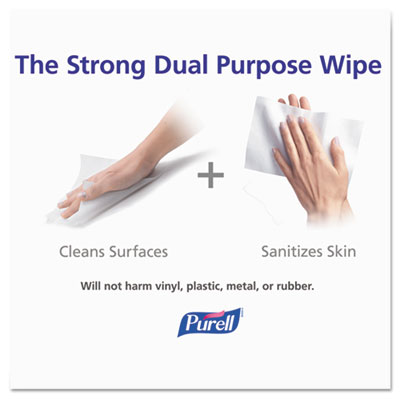 The Strong Dual Purpose Wipe
+
Cleans Surfaces
Sanitizes Skin
Will not harm vinyl, plastic, metal, or rubber.
Purell